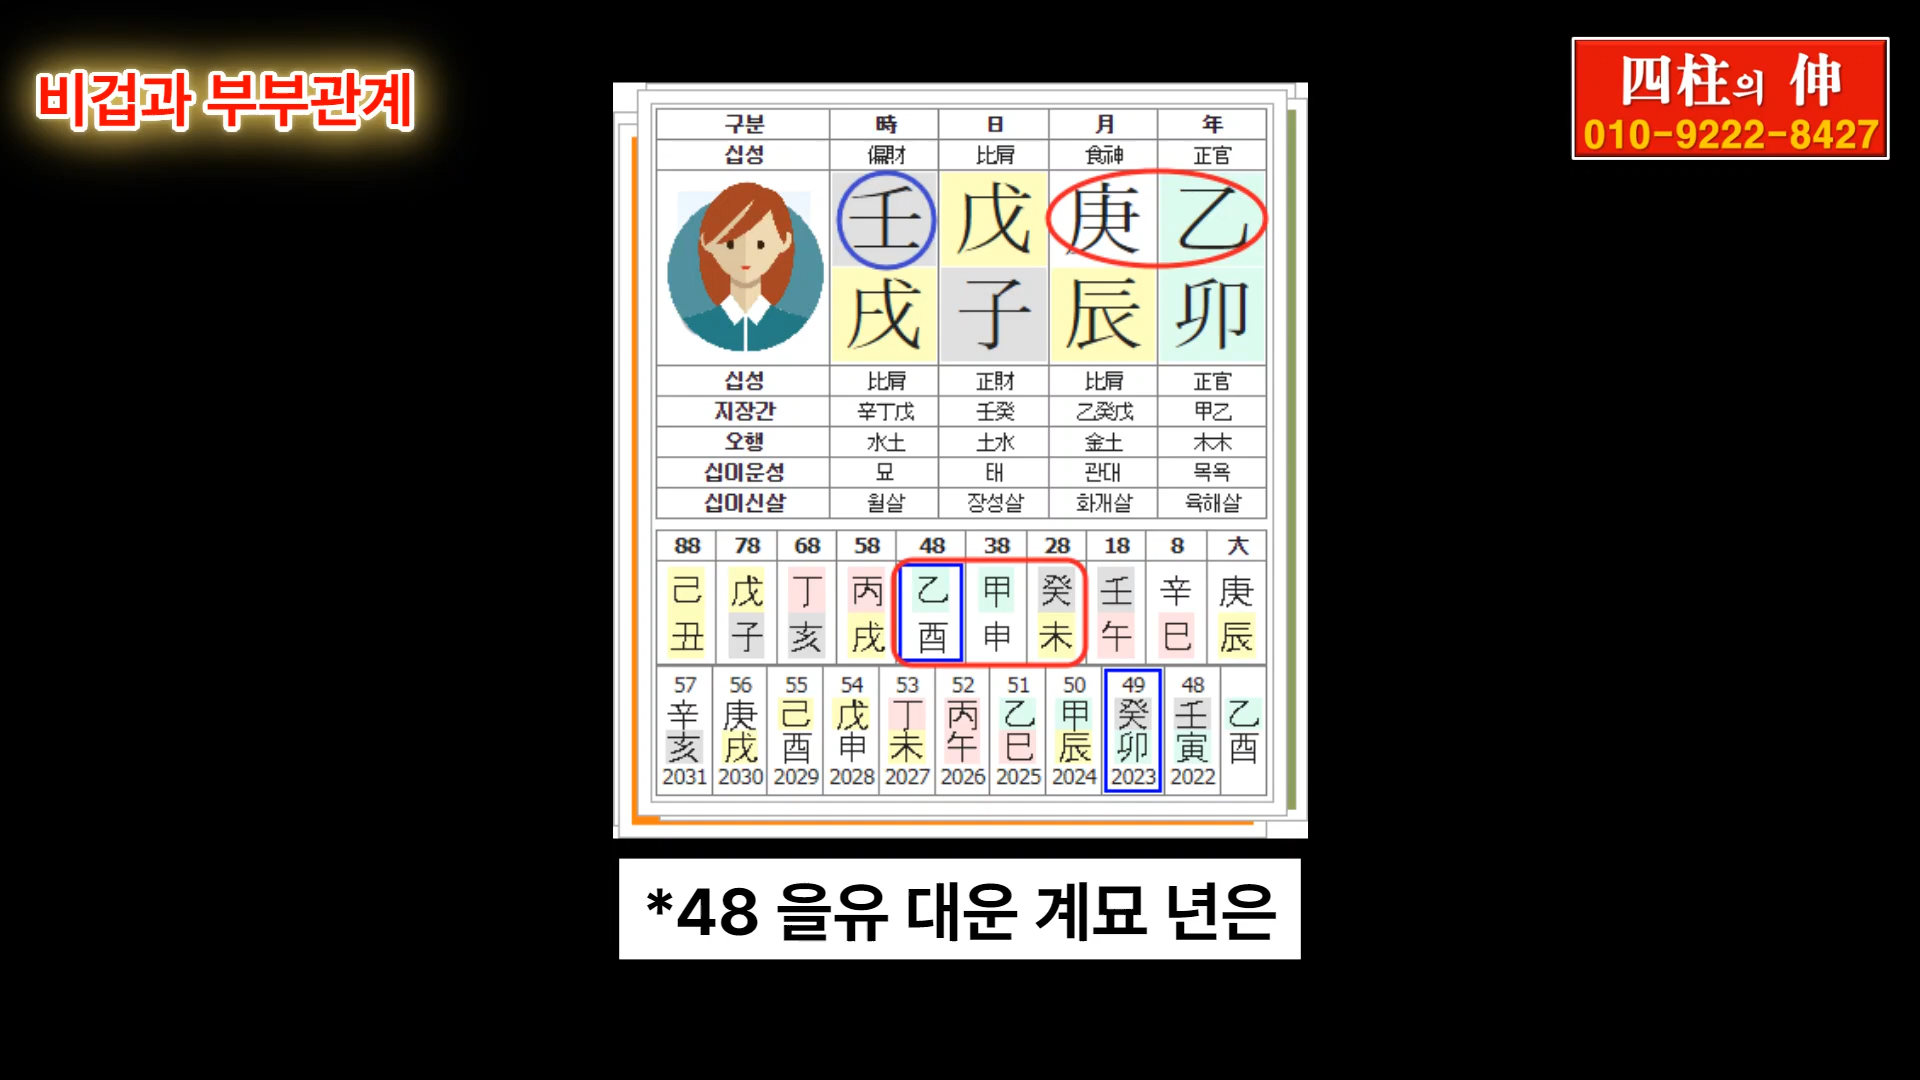 비겁과 부부관계
四柱의 伸
010-9222-8427
구분 時 日 月 年
십성 偏財 比肩 食神 正官
壬 戊 庚 乙
戌 子 辰 卯
십성 比肩 正財 比肩 正官
지장간 辛丁戊 壬癸 乙癸戊 甲乙
오행 水土 土水 金土 木木
십이운성 묘 태 관대 목욕
십이신살 월살 장성살 화개살 육해살
88 78 68 58 48 38 28 18 8 大
己 戊 丁 丙 乙 甲 癸 壬 辛 庚
丑 子 亥 戌 酉 申 未 午 巳 辰
57 56 55 54 53 52 51 50 49 48
辛 庚 己 戊 丁 丙 乙 甲 癸 壬 乙
亥 戌 酉 申 未 午 巳 辰 卯 寅 酉
2031 2030 2029 2028 2027 2026 2025 2024 2023 2022
*48 을유 대운 계묘 년은